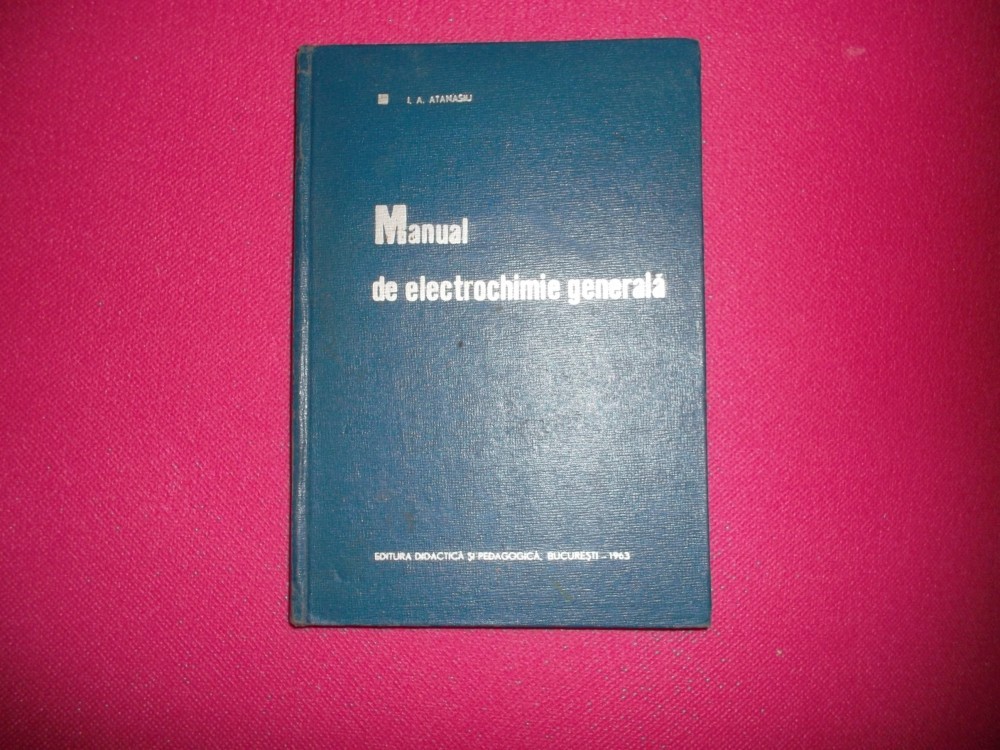 I. A. ATANASIU
Manual
de electrochimie generală
EDITURA DIDACTICĂ ȘI PEDAGOGICĂ, BUCUREȘTI – 1963